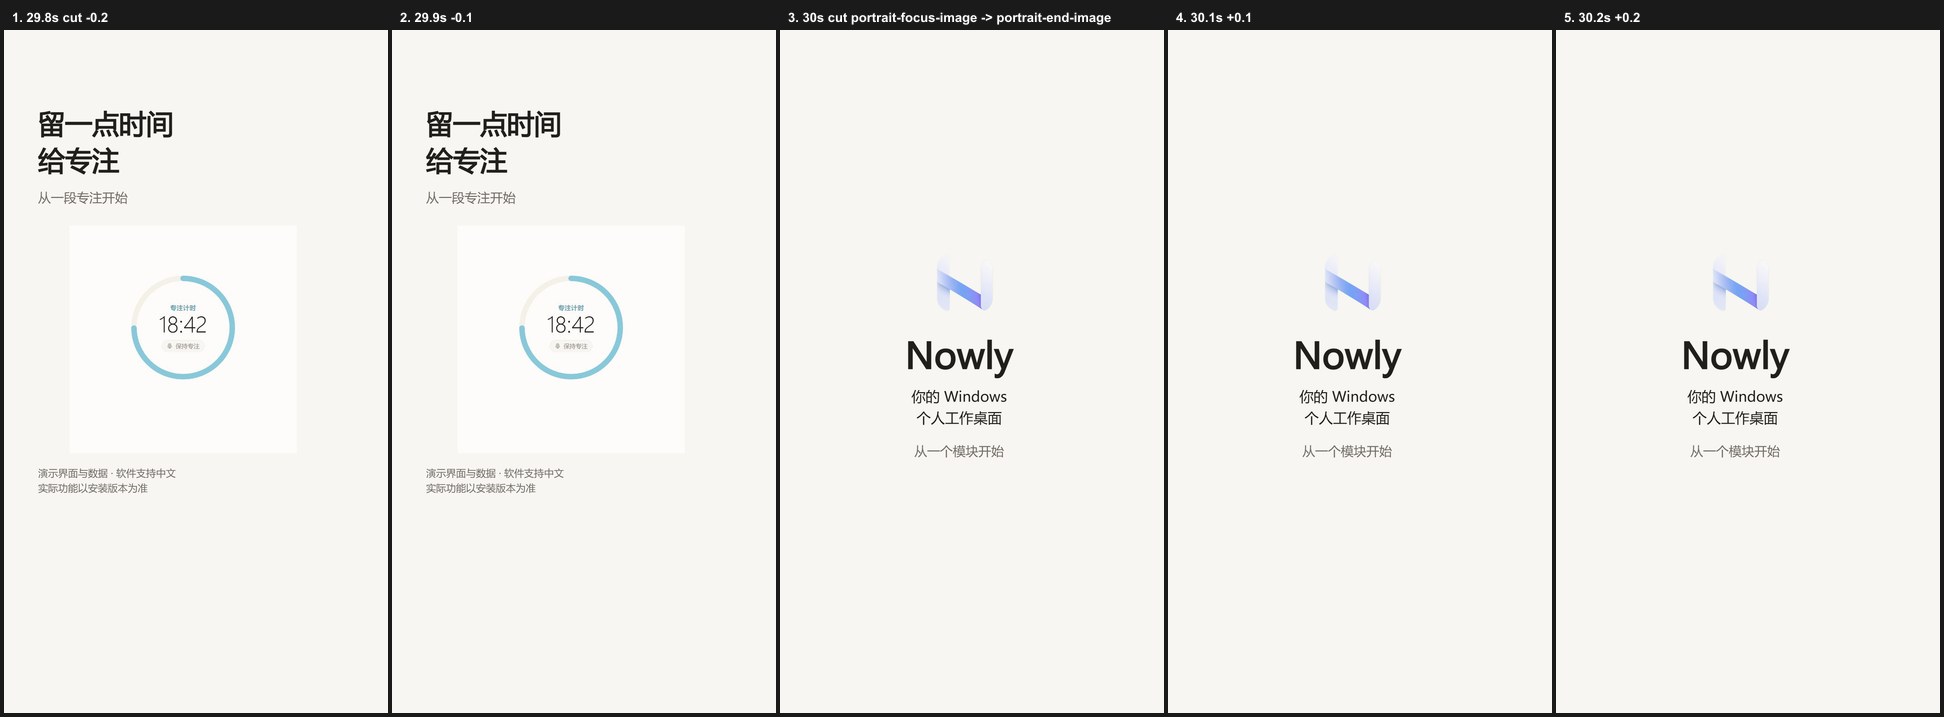 1. 29.8s cut -0.2
留一点时间
给专注
从一段专注开始
专注计时
18:42
保持专注
演示界面与数据 · 软件支持中文
实际功能以安装版本为准
2. 29.9s -0.1
留一点时间
给专注
从一段专注开始
专注计时
18:42
保持专注
演示界面与数据 · 软件支持中文
实际功能以安装版本为准
3. 30s cut portrait-focus-image -> portrait-end-image
Nowly
你的 Windows
个人工作桌面
从一个模块开始
4. 30.1s +0.1
Nowly
你的 Windows
个人工作桌面
从一个模块开始
5. 30.2s +0.2
Nowly
你的 Windows
个人工作桌面
从一个模块开始